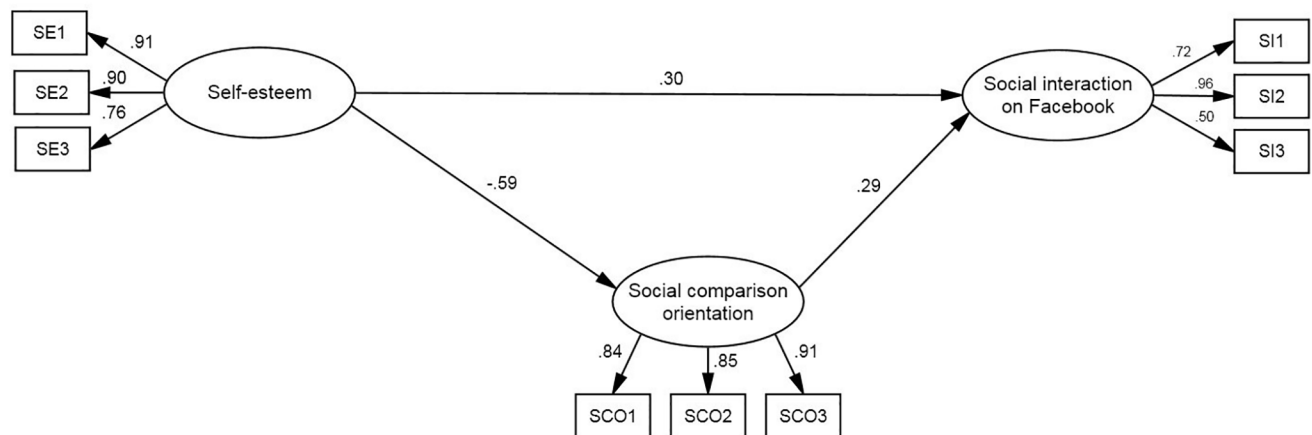 SE1
.91
SE2
.90
.76
SE3
Self-esteem
.30
Social interaction
on Facebook
.72
SI1
.96
SI2
.50
SI3
-.59
.29
Social comparison
orientation
.84
.85
.91
SCO1
SCO2
SCO3